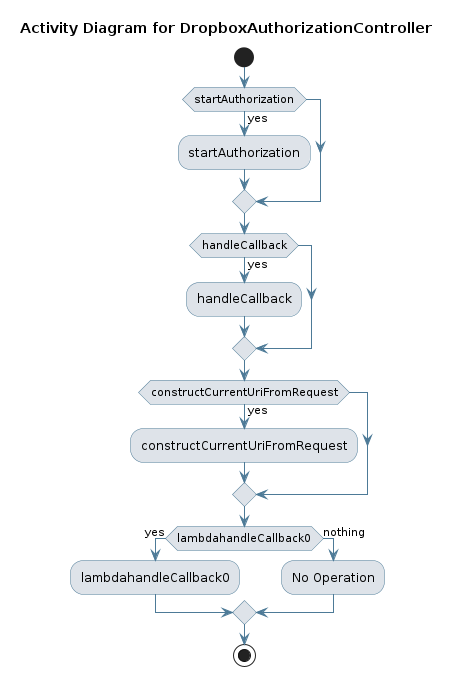 Activity Diagram for DropboxAuthorizationController
startAuthorization
yes
startAuthorization
handleCallback
yes
handleCallback
constructCurrentUriFromRequest
yes
constructCurrentUriFromRequest
yes
lambdahandleCallback0
nothing
lambdahandleCallback0
No Operation